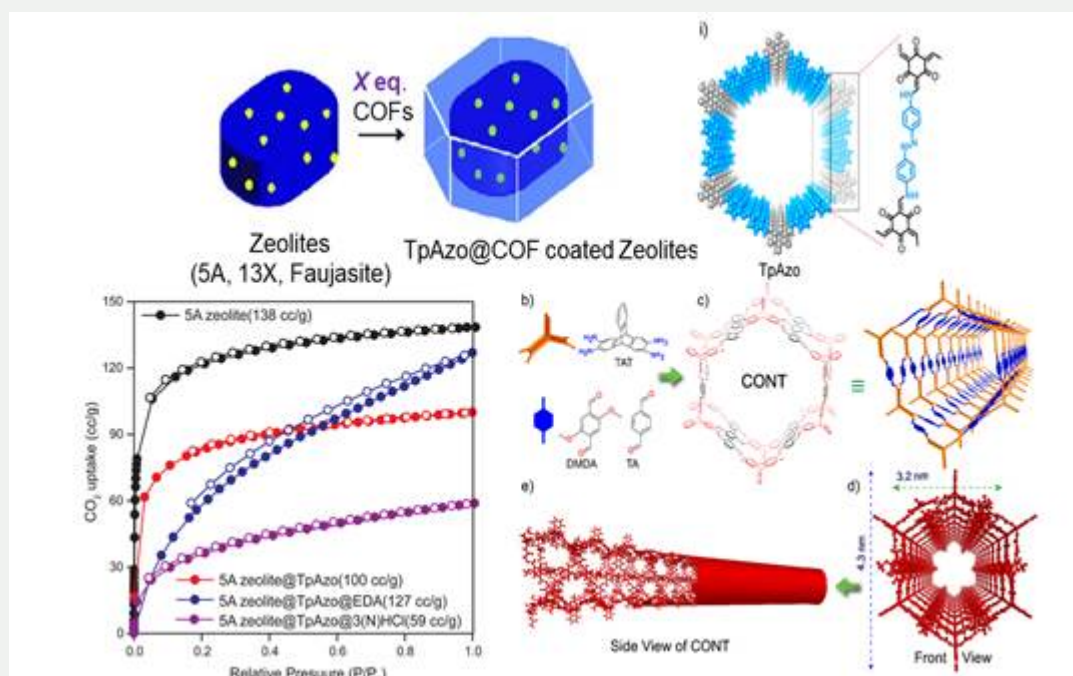 X eq.
COFs
Zeolites
(5A, 13X, Faujasite)
TpAzo@COF coated Zeolites
i)
TpAzo
150
120
90
60
30
0
CO2 uptake (cc/g)
5A zeolite(138 cc/g)
5A zeolite@TpAzo(100 cc/g)
5A zeolite@TpAzo@EDA(127 cc/g)
5A zeolite@TpAzo@3(N)HCl(59 cc/g)
0.0 0.2 0.4 0.6 0.8 1.0
Relative Presuure (P/P
b)
TAT
DMDA
TA
c)
CONT
≡
e)
Side View of CONT
d)
3.2 nm
4.3 nm
Front View